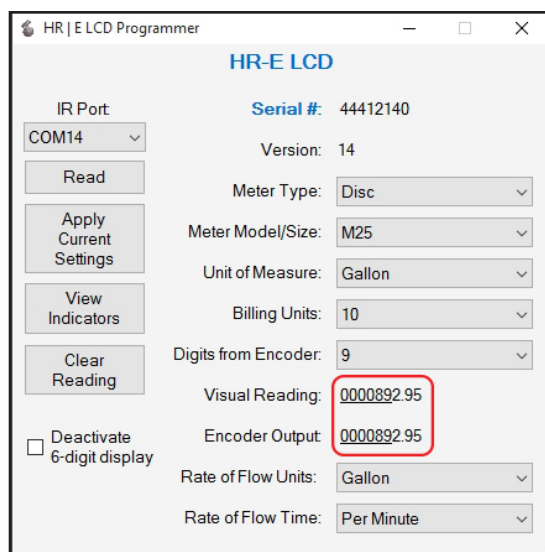 HR | E LCD Programmer
HR-E LCD
IR Port:
COM14
Read
Apply
Current
Settings
View
Indicators
Clear
Reading
Deactivate
6-digit display
Serial #: 44412140
Version: 14
Meter Type: Disc
Meter Model/Size: M25
Unit of Measure: Gallon
Billing Units: 10
Digits from Encoder: 9
Visual Reading: 0000892.95
Encoder Output: 0000892.95
Rate of Flow Units: Gallon
Rate of Flow Time: Per Minute